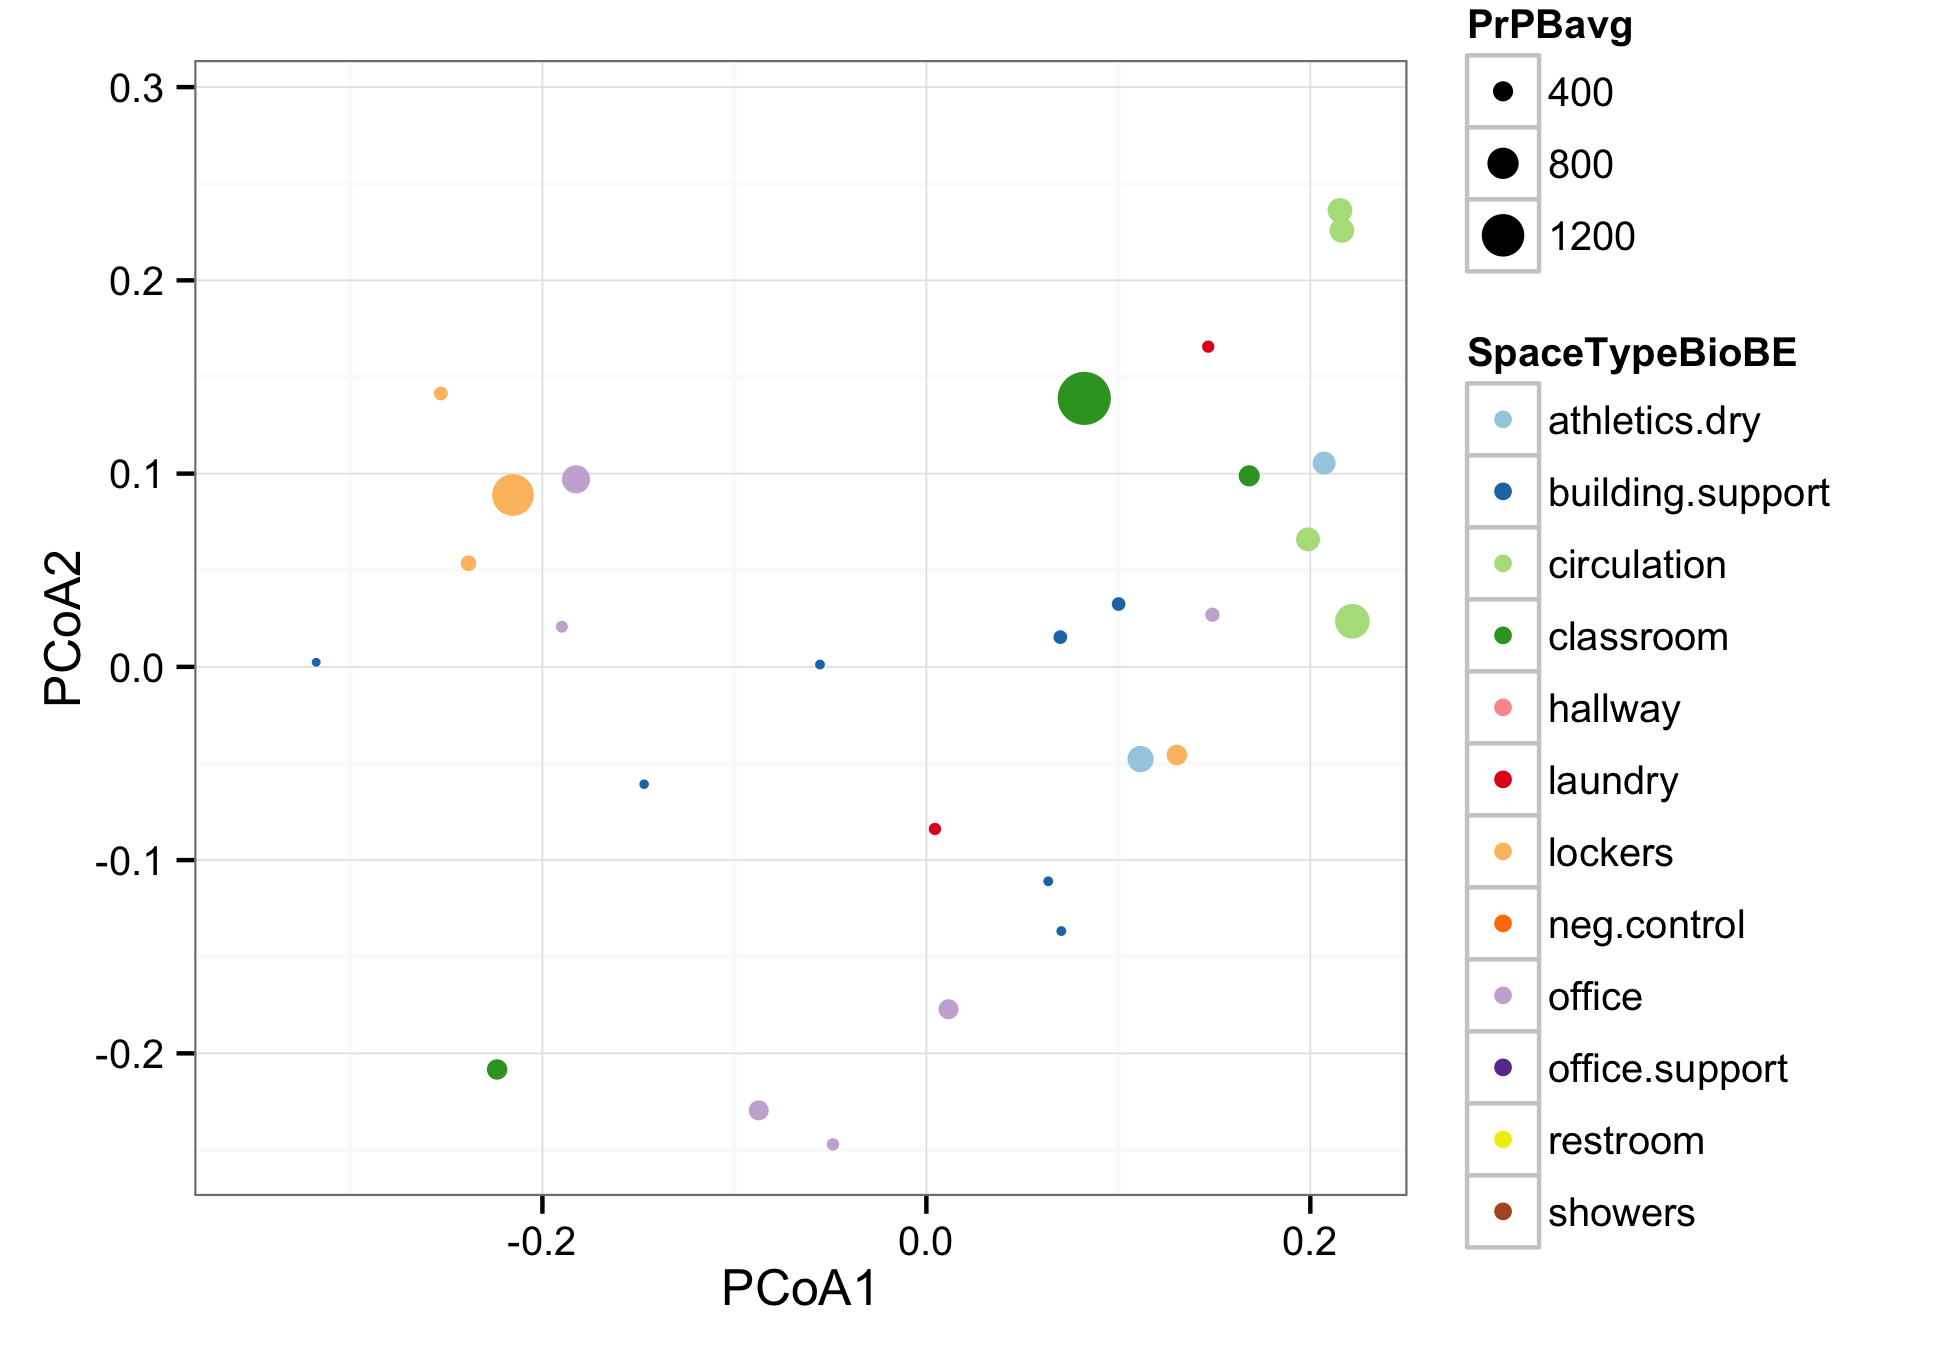 PrPBavg
400
800
1200
SpaceTypeBioBE
athletics.dry
building.support
circulation
classroom
hallway
laundry
lockers
neg.control
office
office.support
restroom
showers
0.3
0.2
0.1
0.0
-0.1
-0.2
PCoA2
-0.2 0.0 0.2
PCoA1